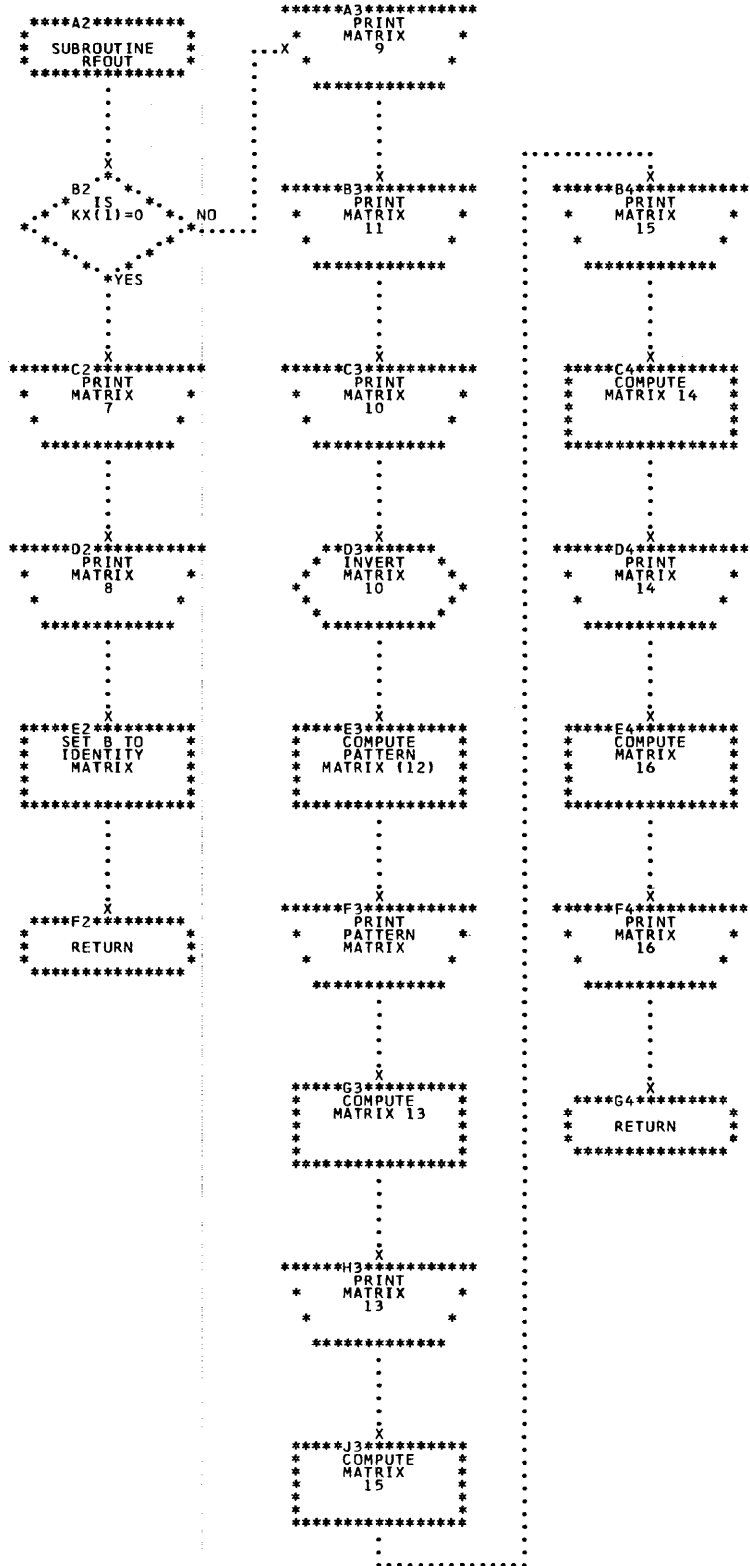 A2
SUBROUTINE
RFOUT
B2
IS
KX(1)=0
NO
YES
C2
PRINT
MATRIX
7
D2
PRINT
MATRIX
8
E2
SET B TO
IDENTITY
MATRIX
F2
RETURN
A3
PRINT
MATRIX
9
B3
PRINT
MATRIX
11
C3
PRINT
MATRIX
10
D3
INVERT
MATRIX
10
E3
COMPUTE
PATTERN
MATRIX (12)
F3
PRINT
PATTERN
MATRIX
G3
COMPUTE
MATRIX 13
H3
PRINT
MATRIX
13
J3
COMPUTE
MATRIX
15
B4
PRINT
MATRIX
15
C4
COMPUTE
MATRIX 14
D4
PRINT
MATRIX
14
E4
COMPUTE
MATRIX
16
F4
PRINT
MATRIX
16
G4
RETURN